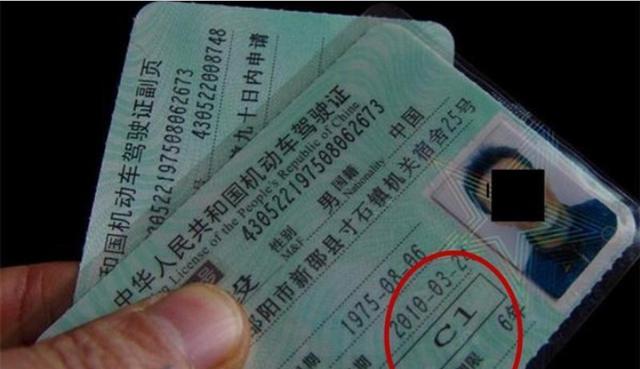 和国机动车驾驶证副页
0522197508062673
430522008748
九十日内申请
中华人民共和国机动车驾驶证
License of the People's Republic of China
430522197508062673
性别 男 国籍 中国
M&F Nationality
阳市新邵县寸石镇机关宿舍25号
1975-08-06
2010-03-2
C1
6年